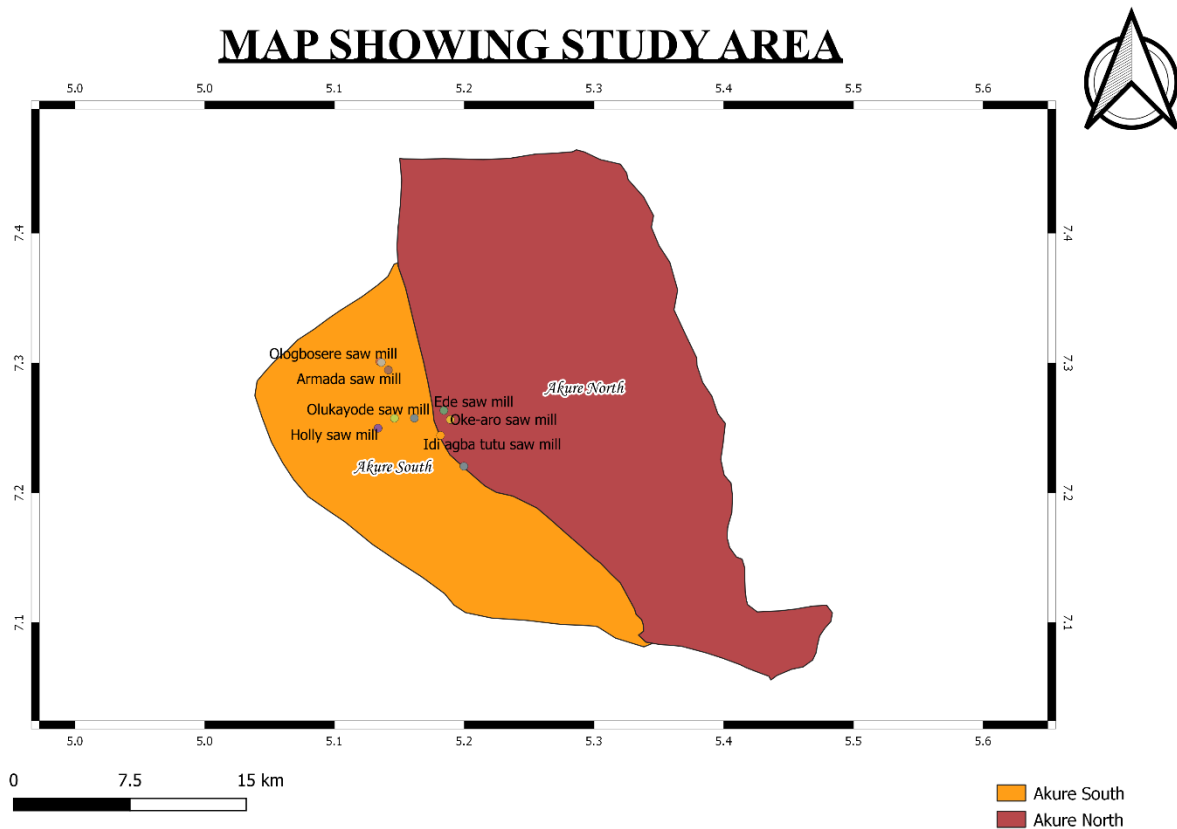 MAP SHOWING STUDY AREA
5.0 5.0 5.1 5.2 5.3 5.4 5.5 5.6
7.4 7.4
7.3 7.3
Ologbosere saw mill
Armada saw mill
Akure North
Ede saw mill
Olukayode saw mill
Oke-aro saw mill
Holly saw mill
Idi agba tutu saw mill
Akure South
7.2 7.2
7.1 7.1
5.0 5.0 5.1 5.2 5.3 5.4 5.5 5.6
0 7.5 15 km
Akure South
Akure North